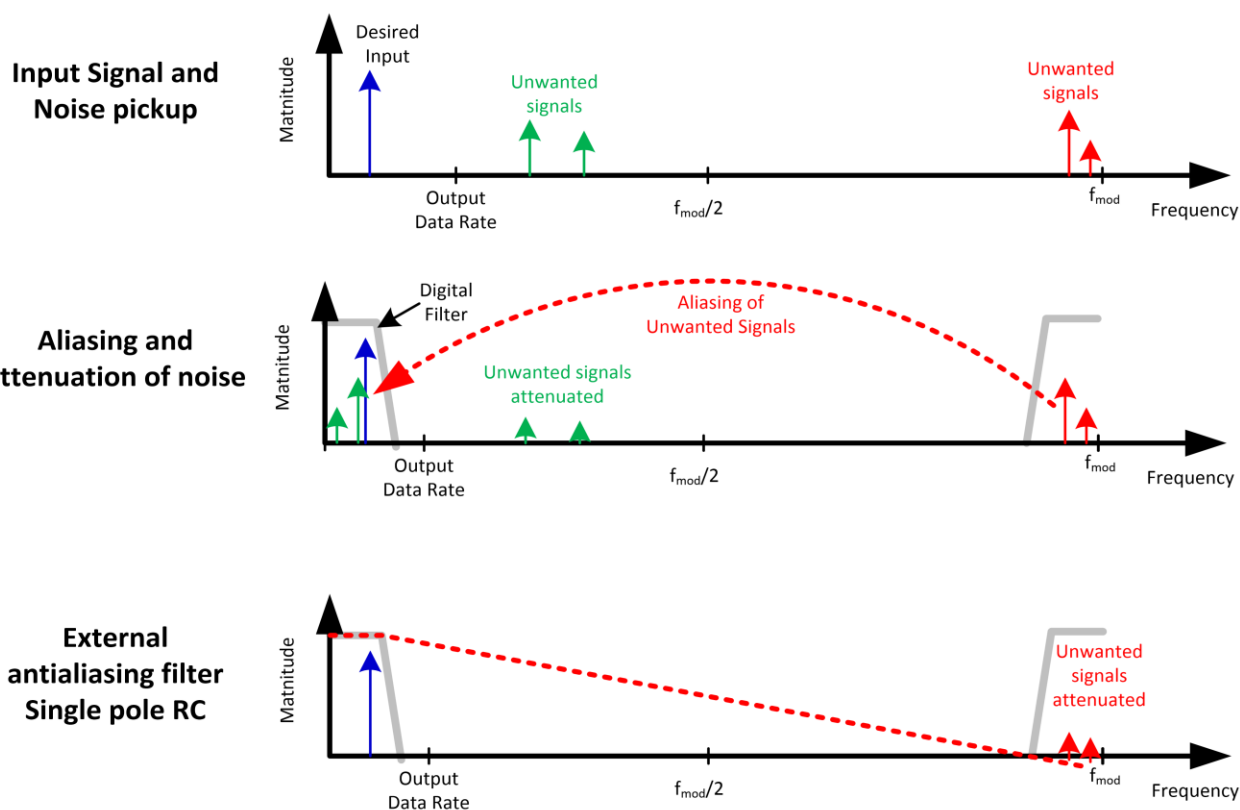 Input Signal and
Noise pickup
Matnitude
Desired
Input
Unwanted
signals
Unwanted
signals
Output
Data Rate
fmod/2
fmod
Frequency
Aliasing and
ttenuation of noise
Matnitude
Digital
Filter
Aliasing of
Unwanted Signals
Unwanted signals
attenuated
Output
Data Rate
fmod/2
fmod
Frequency
External
antialiasing filter
Single pole RC
Matnitude
Unwanted
signals
attenuated
Output
Data Rate
fmod/2
fmod
Frequency